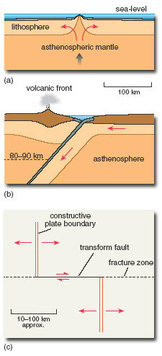 sea-level
lithosphere
asthenospheric mantle
(a)
100 km
volcanic front
80–90 km
asthenosphere
(b)
constructive
plate boundary
transform fault
fracture zone
10–100 km
approx.
(c)